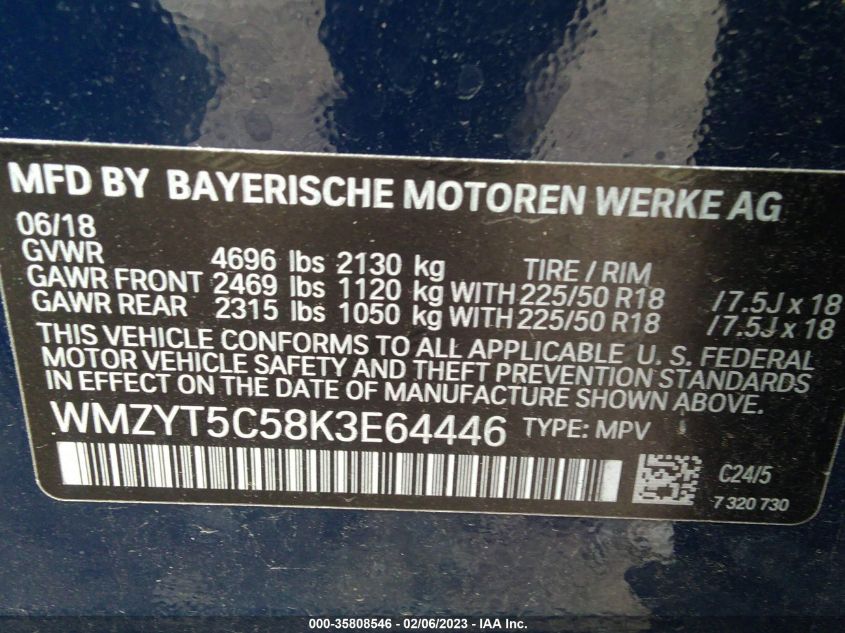 MFD BY BAYERISCHE MOTOREN WERKE AG
06/18
GVWR 4696 lbs 2130 kg TIRE / RIM
GAWR FRONT 2469 lbs 1120 kg WITH 225/50 R18 /7.5J x 18
GAWR REAR 2315 lbs 1050 kg WITH 225/50 R18 /7.5J x 18
THIS VEHICLE CONFORMS TO ALL APPLICABLE U. S. FEDERAL
MOTOR VEHICLE SAFETY AND THEFT PREVENTION STANDARDS
IN EFFECT ON THE DATE OF MANUFACTURE SHOWN ABOVE.
WMZYT5C58K3E64446 TYPE: MPV
C24/5
7 320 730
000-35808546 - 02/06/2023 - IAA Inc.